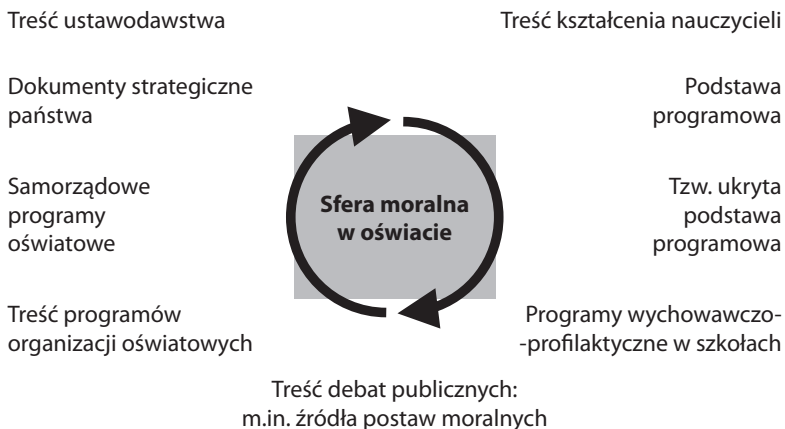 Treść ustawodawstwa
Treść kształcenia nauczycieli
Dokumenty strategiczne
państwa
Podstawa
programowa
Samorządowe
programy
oświatowe
Sfera moralna
w oświacie
Tzw. ukryta
podstawa
programowa
Treść programów
organizacji oświatowych
Programy wychowawczo-
-profilaktyczne w szkołach
Treść debat publicznych:
m.in. źródła postaw moralnych